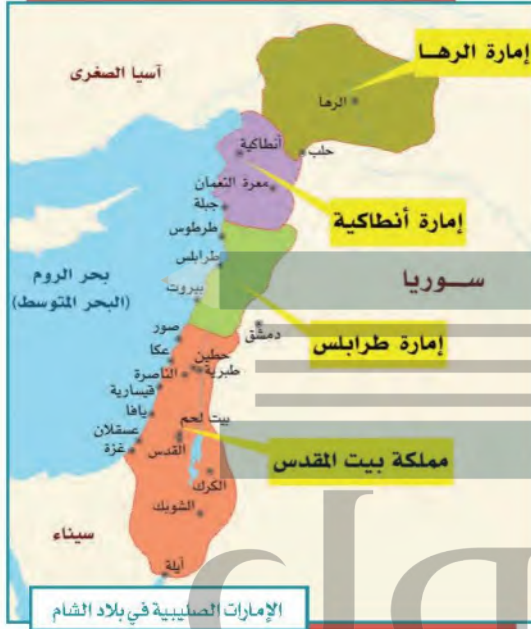 إمارة الرهـا
آسيا الصغرى
الرها
أنطاكية
حلب
معرة النعمان
جبلة
إمارة أنطاكية
طرطوس
طرابلس
بحر الروم
(البحر المتوسط)
سـوريا
بيروت
صور
دمشق
إمارة طرابلس
عكا
حطين
الناصرة
طبرية
قيسارية
يافا
بيت لحم
عسقلان
القدس
غزة
مملكة بيت المقدس
الكرك
الشوبك
سيناء
أيلة
الإمارات الصليبية في بلاد الشام